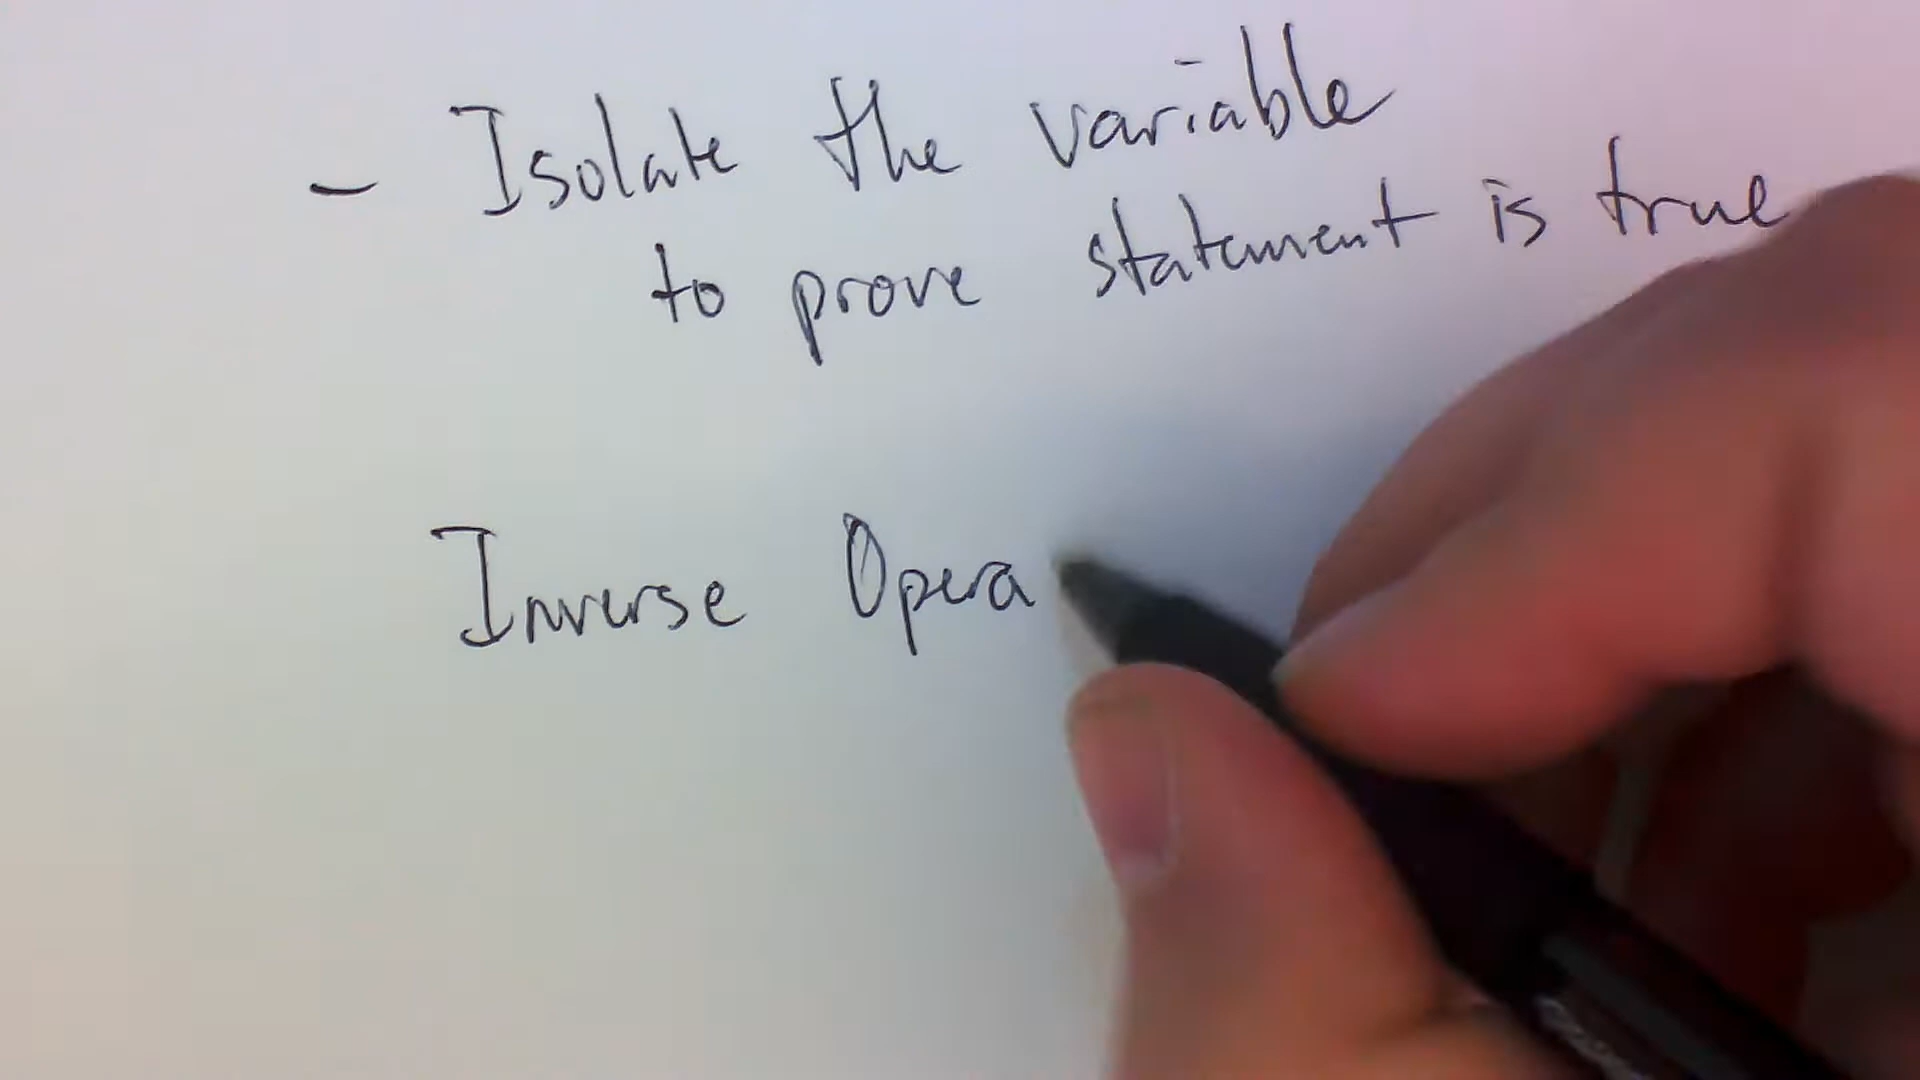 - Isolate the variable
to prove statement is true
Inverse Opera